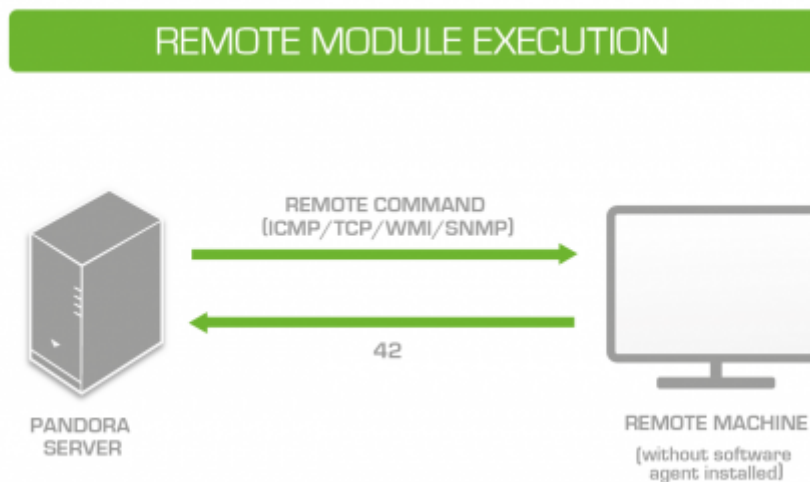 REMOTE MODULE EXECUTION
REMOTE COMMAND
(ICMP/TCP/WMI/SNMP)
42
PANDORA
SERVER
REMOTE MACHINE
(without software
agent installed)